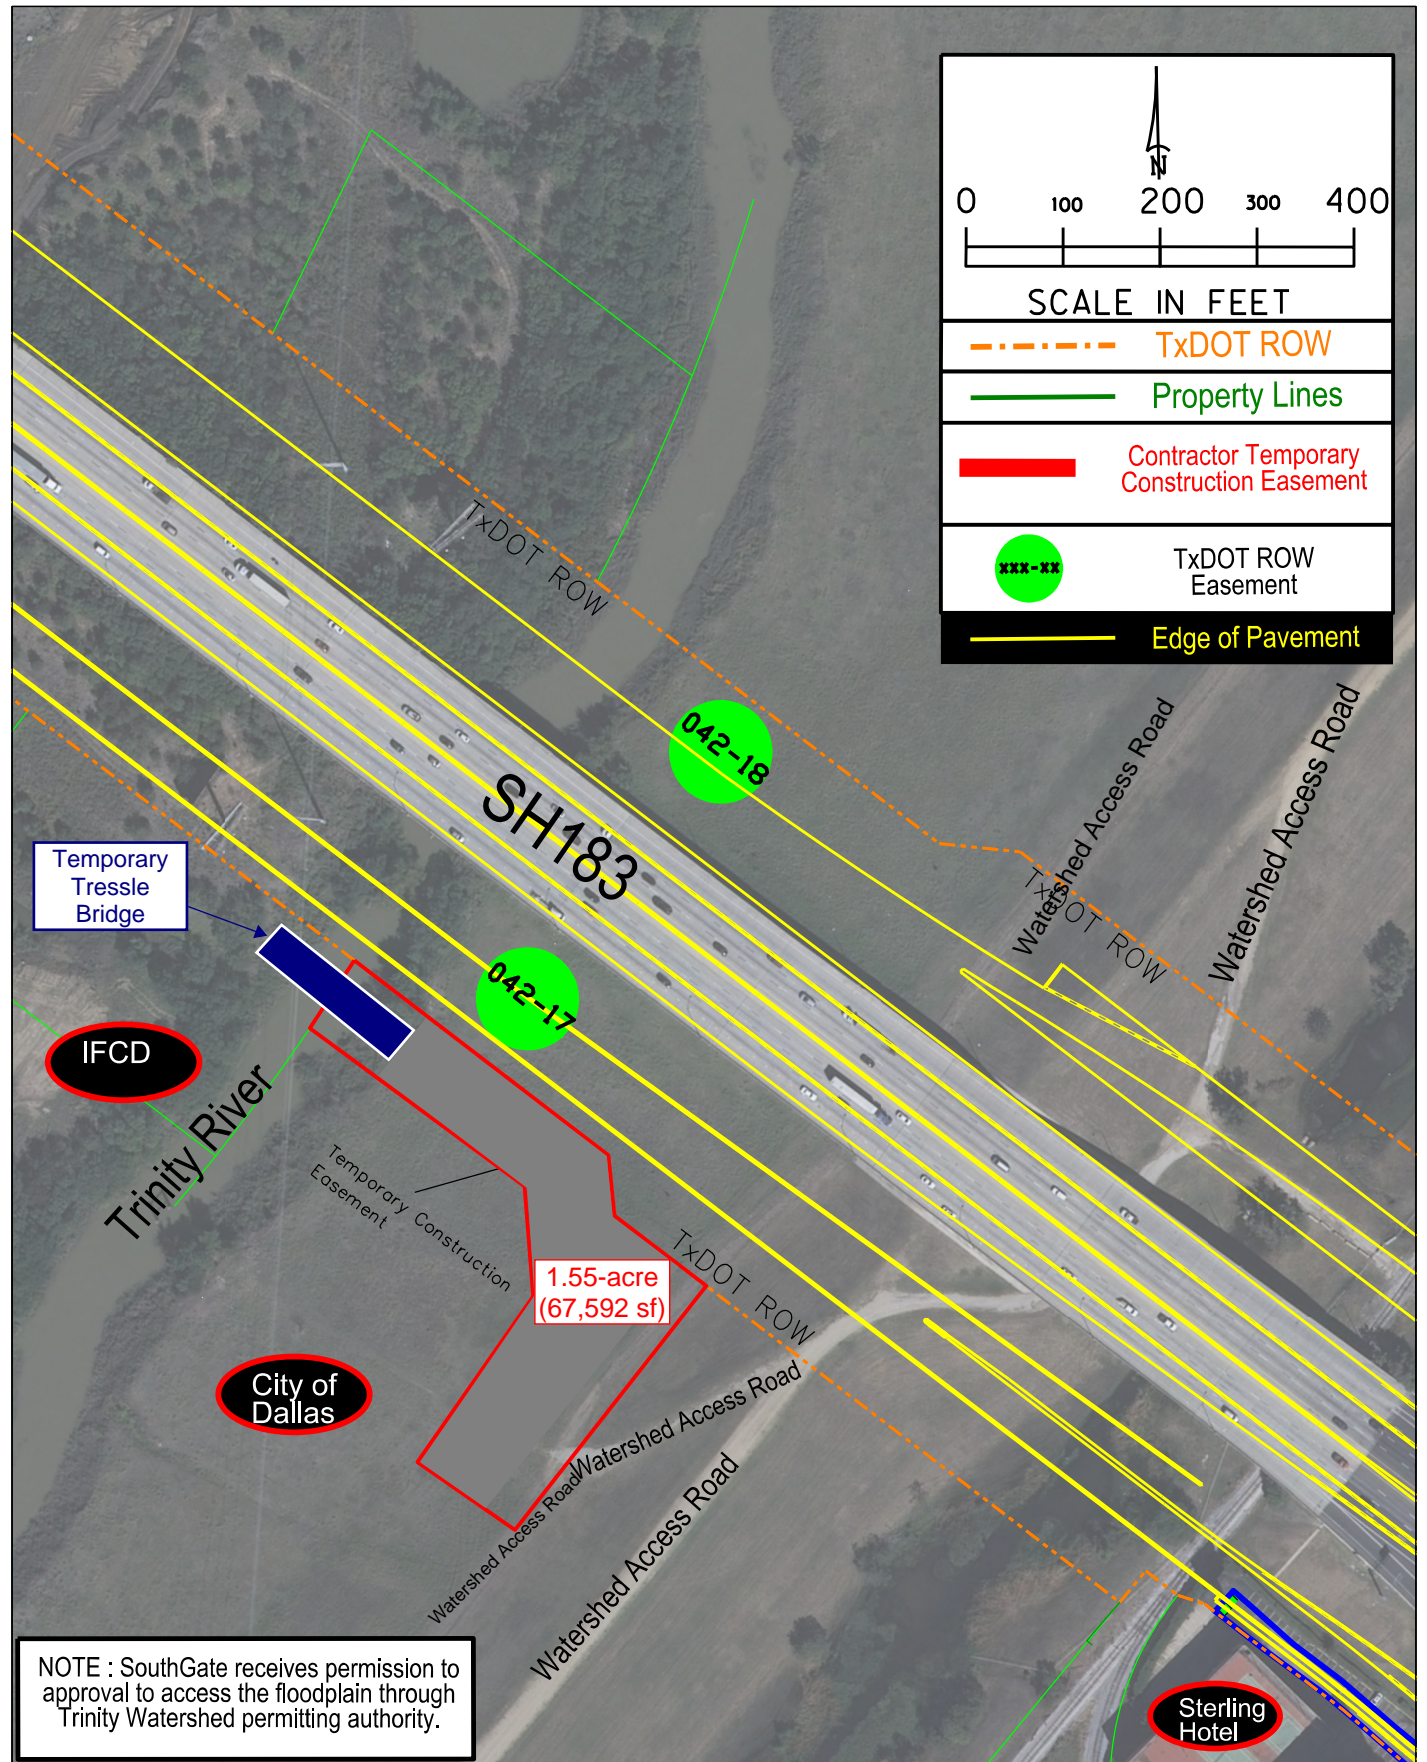 N
0 100 200 300 400
SCALE IN FEET
TxDOT ROW
Property Lines
Contractor Temporary
Construction Easement
xxx-xx
TxDOT ROW
Easement
Edge of Pavement
TxDOT ROW
042-18
SH183
Watershed Access Road
Watershed Access Road
TxDOT ROW
Temporary
Tressle
Bridge
042-17
IFCD
Trinity River
Temporary Construction
Easement
1.55-acre
(67,592 sf)
TxDOT ROW
City of
Dallas
Watershed Access Road
Watershed Access Road
Watershed Access Road
NOTE : SouthGate receives permission to
approval to access the floodplain through
Trinity Watershed permitting authority.
Sterling
Hotel